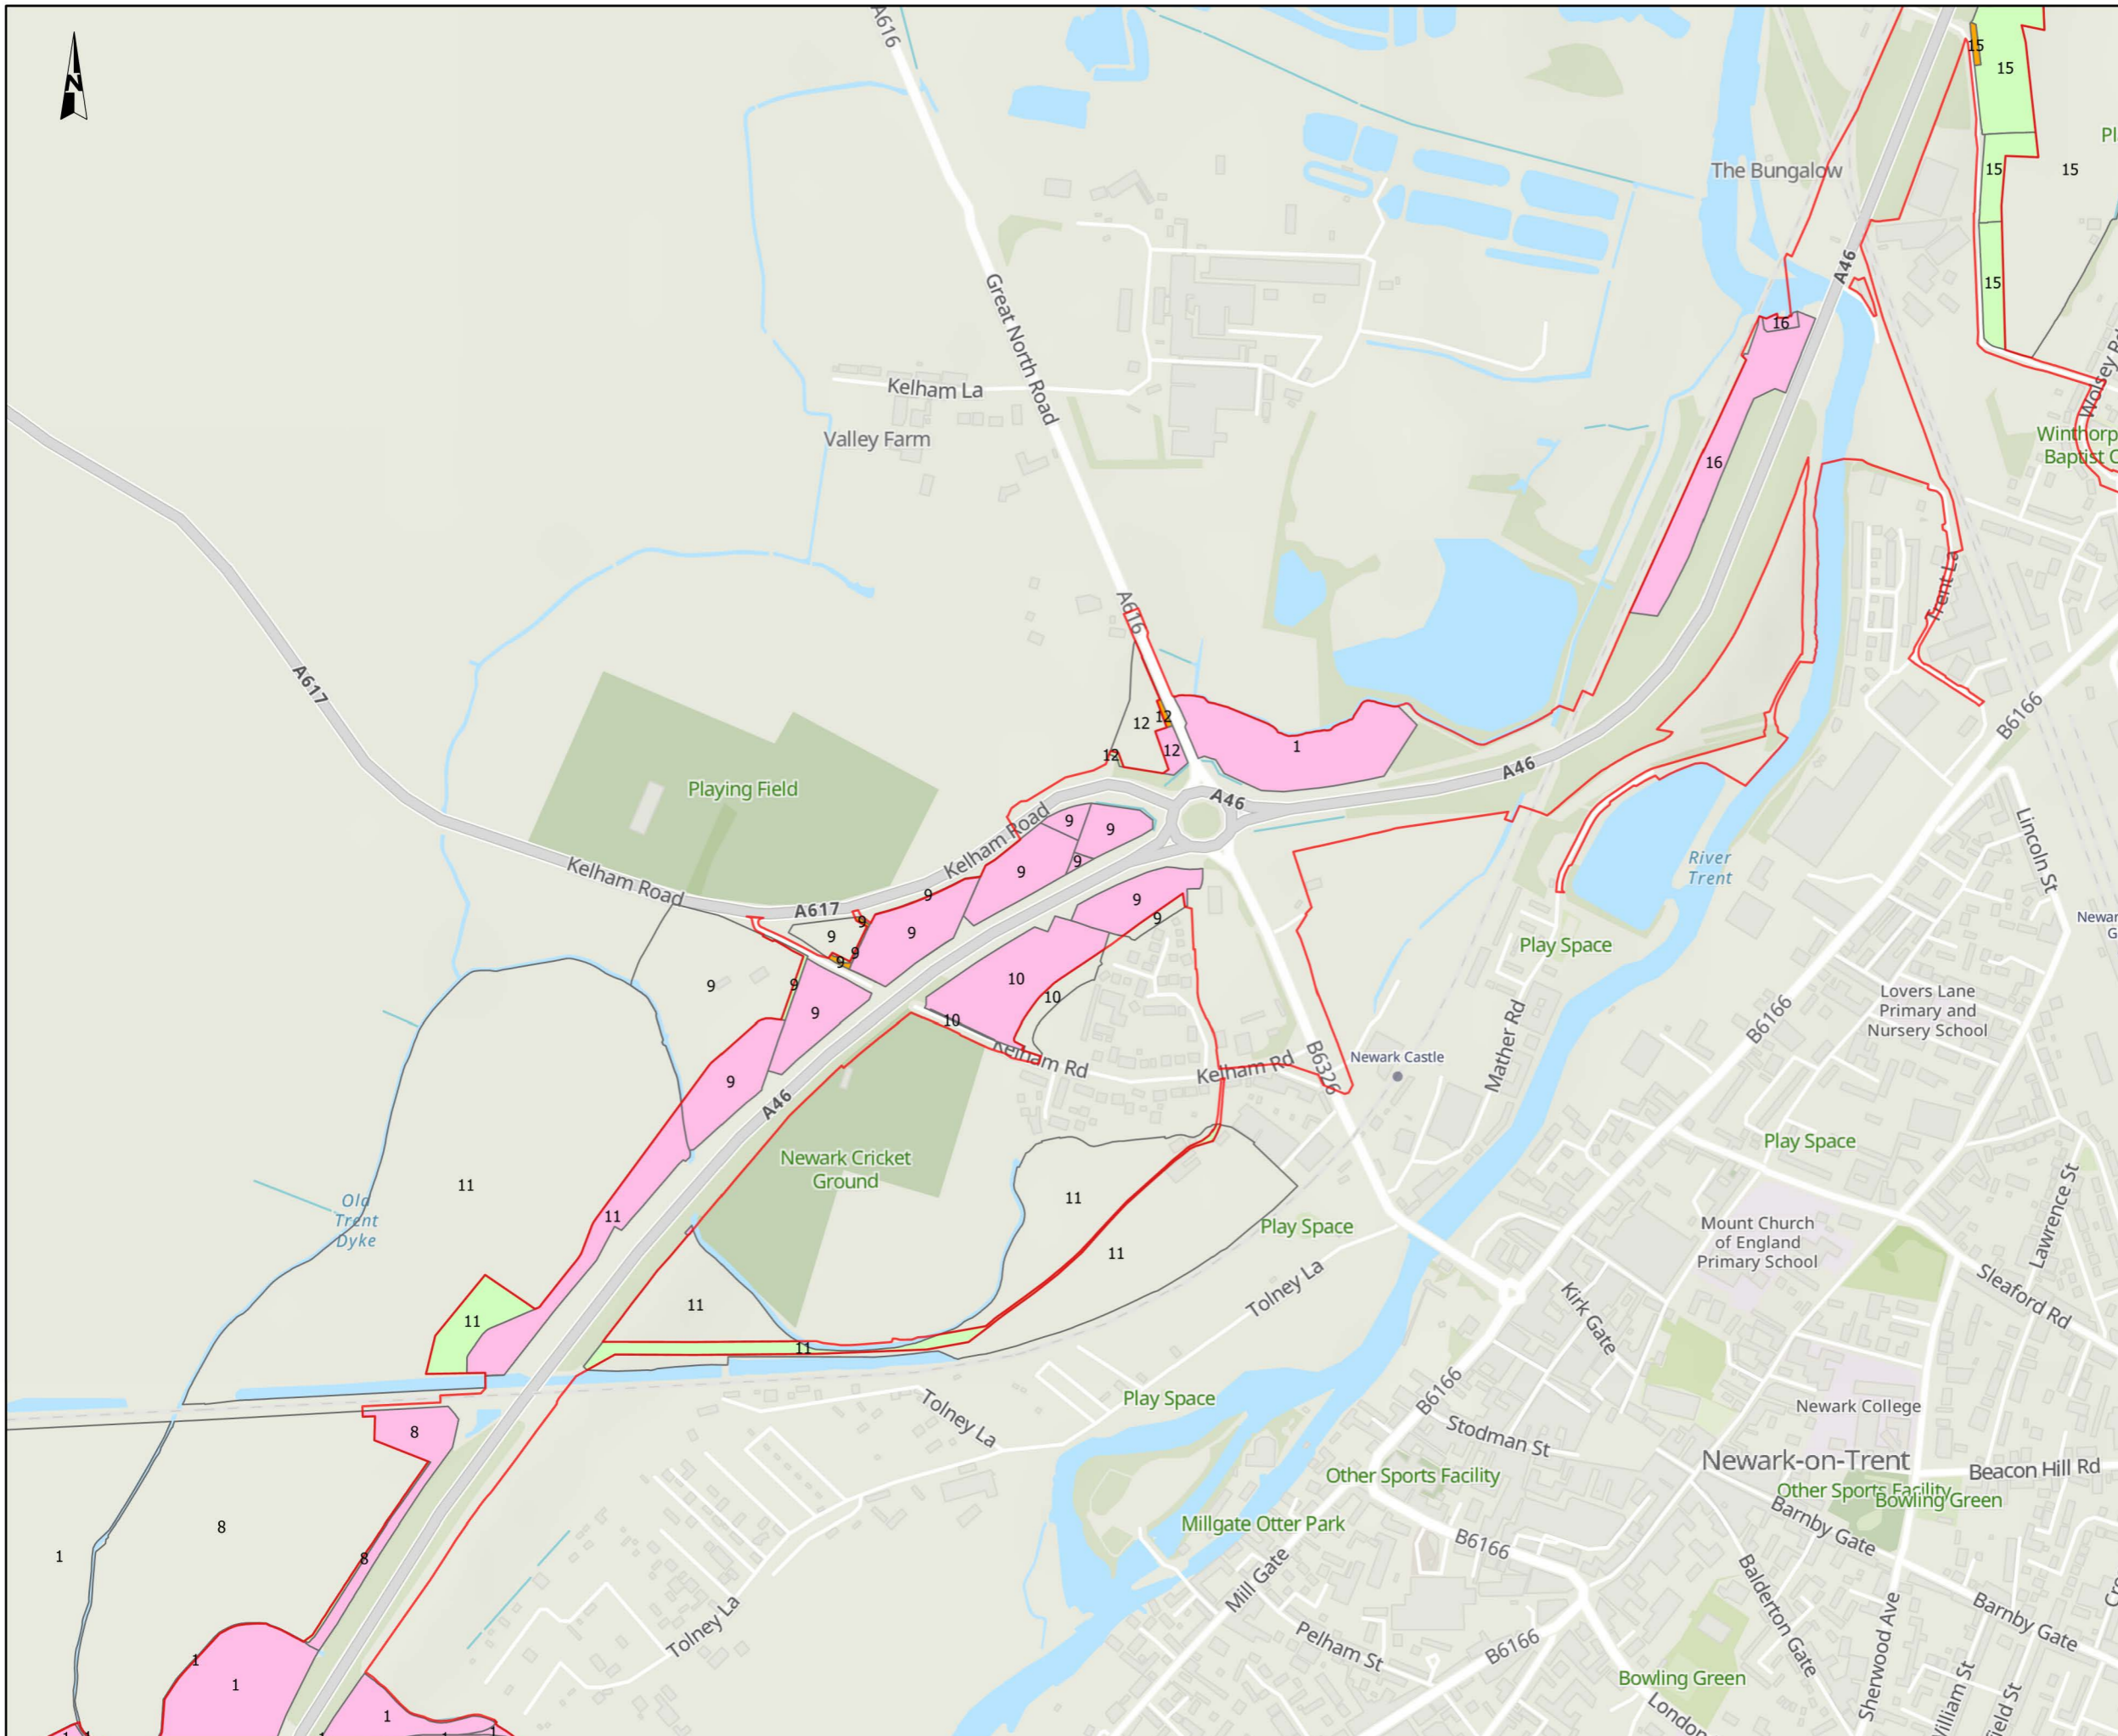 N
A616
15
15
Pl
The Bungalow
15
15
A46
15
Great North Road
16
Kelham La
Wolsey R
Valley Farm
Winthorp
Baptist C
16
A616
Trent La
A617
12
12
12
12
1
B6166
A46
Playing Field
A46
Kelham Road
9
9
9
9
Lincoln St
River
Trent
Kelham Road
9
9
A617
9
9
9
9
9
9
9
Newar
G
Play Space
9
9
10
10
Lovers Lane
Primary and
Nursery School
9
10
B6166
Kelham Rd
Mather Rd
Newark Castle
Kelham Rd
B6326
9
A46
Play Space
Newark Cricket
Ground
11
11
11
Old
Trent
Dyke
Lawrence St
Play Space
Mount Church
of England
Primary School
11
Tolney La
Sleaford Rd
11
11
11
Kirk Gate
Tolney La
Play Space
B6166
Newark College
8
Stodman St
Newark-on-Trent
Beacon Hill Rd
Other Sports Facility
Other Sports Facility
Bowling Green
8
1
8
Millgate Otter Park
B6166
Barnby Gate
Mill Gate
Balderton Gate
Tolney La
Barnby Gate
Pelham St
B6166
Sherwood Ave
1
1
Bowling Green
1
London
illiam St
ield St